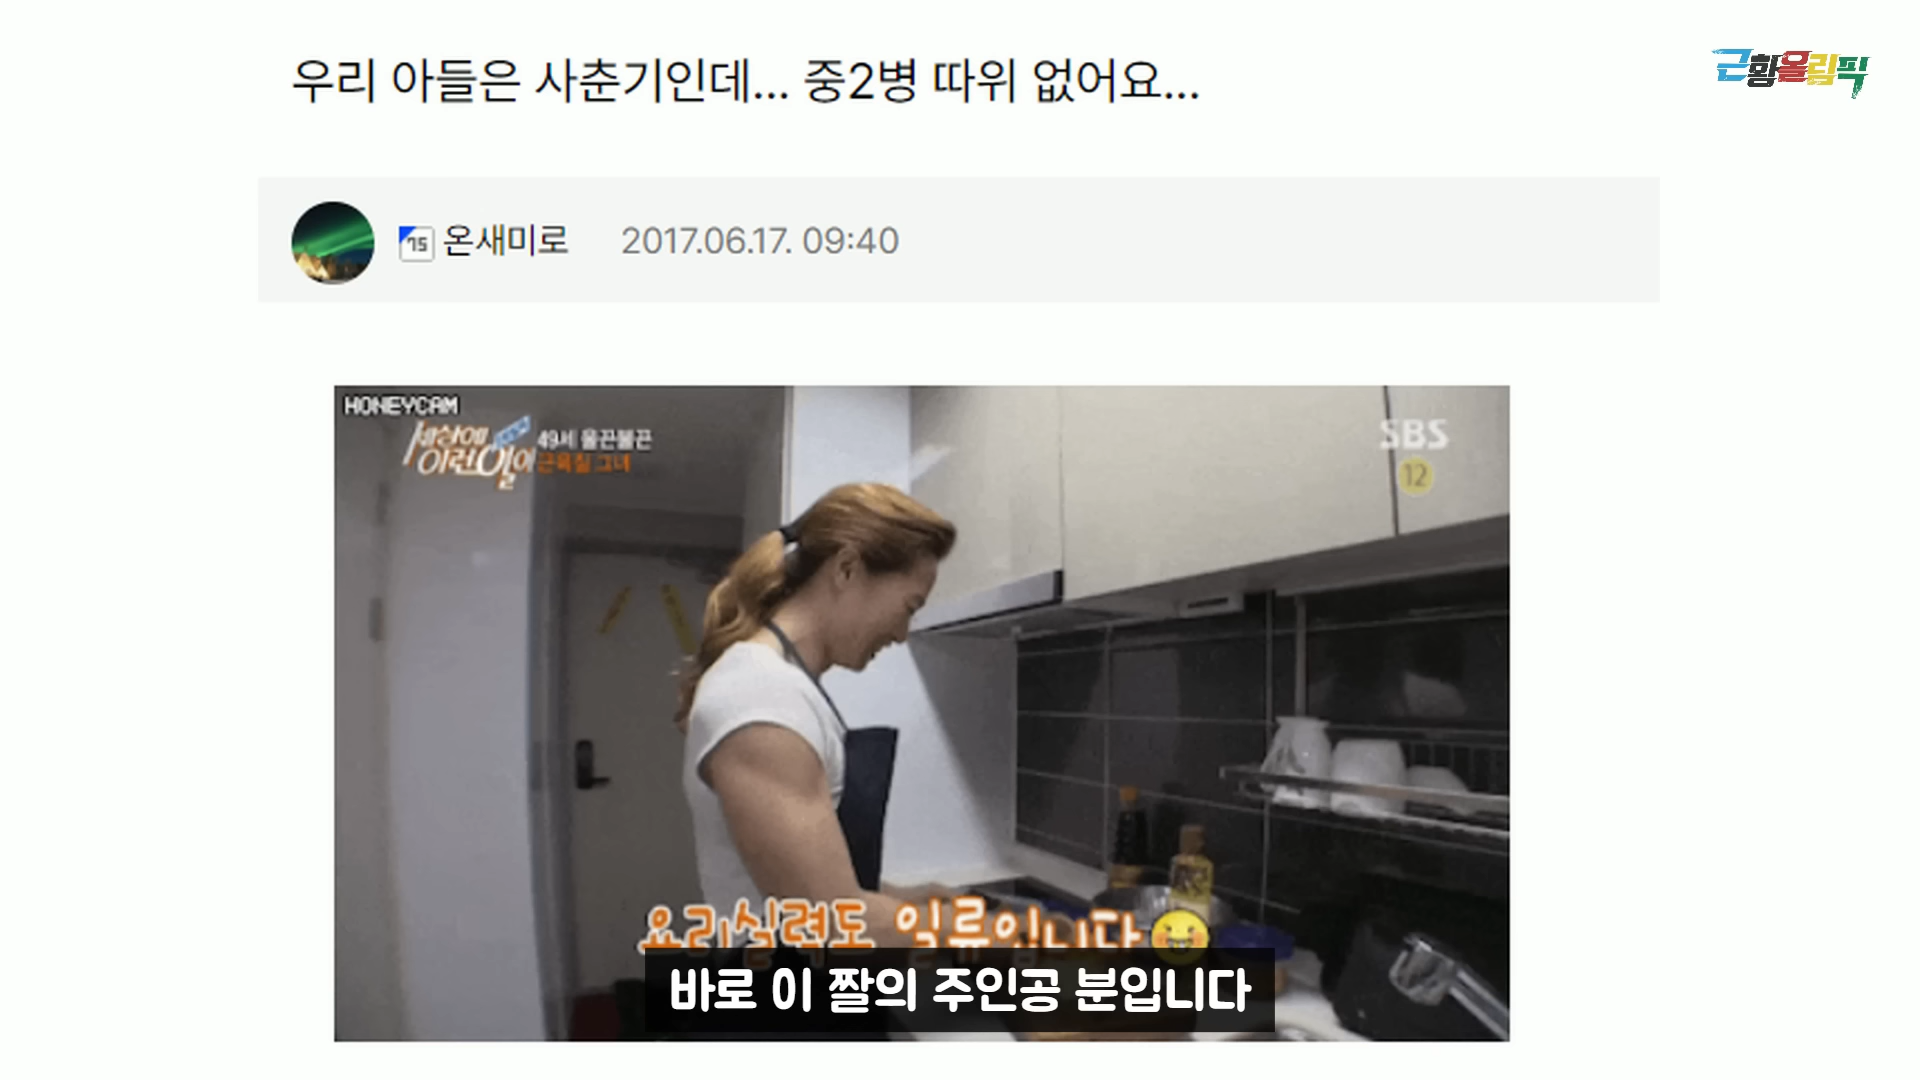 우리 아들은 사춘기인데... 중2병 따위 없어요...
근황올림픽
75 온새미로 2017.06.17. 09:40
HONEYCAM
세상에 이런 일이
49세 울끈불끈
근육질 그녀
SBS
12
요리실력도 일류입니다
바로 이 짤의 주인공 분입니다